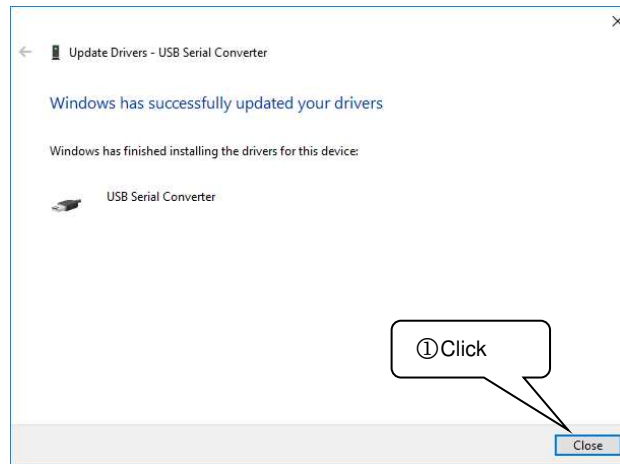 Update Drivers - USB Serial Converter
Windows has successfully updated your drivers
Windows has finished installing the drivers for this device:
USB Serial Converter
①Click
Close